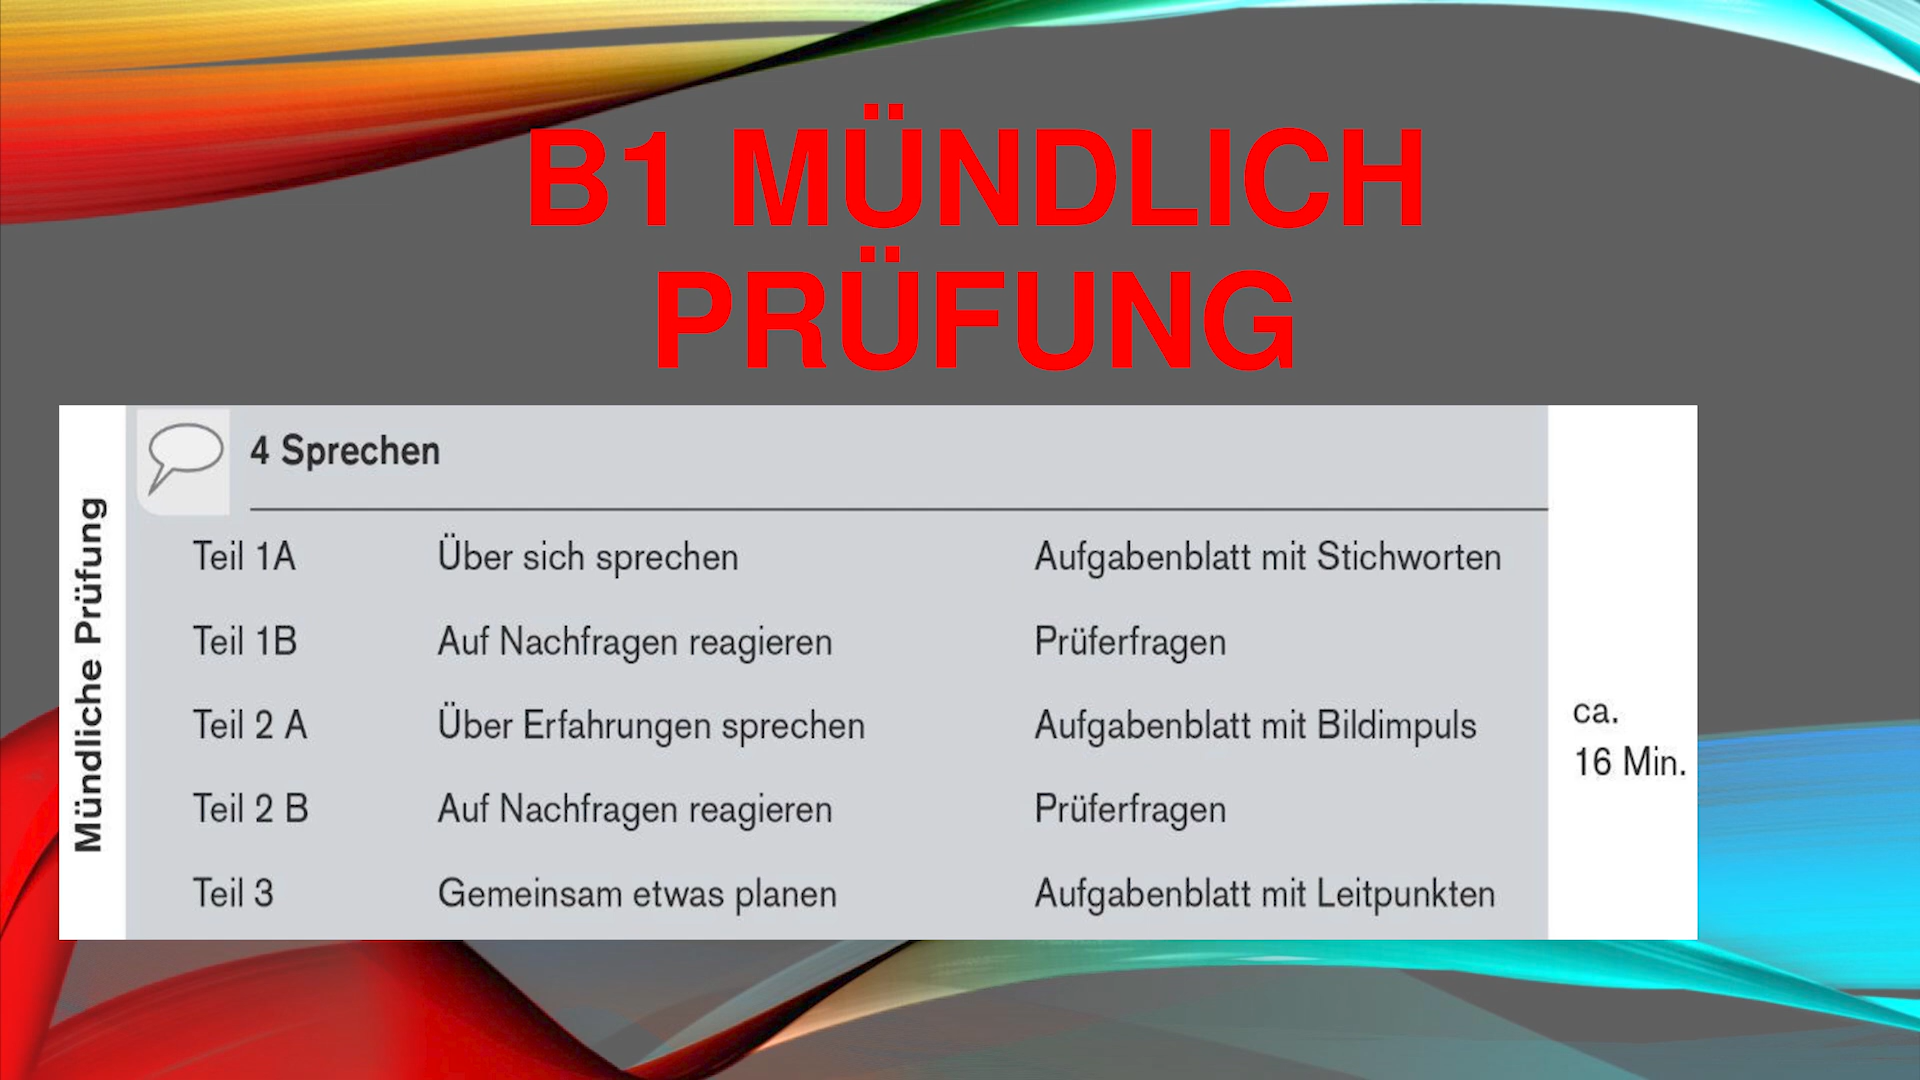 B1 MÜNDLICH
PRÜFUNG
Mündliche Prüfung
4 Sprechen
Teil 1A Über sich sprechen Aufgabenblatt mit Stichworten
Teil 1B Auf Nachfragen reagieren Prüferfragen
Teil 2 A Über Erfahrungen sprechen Aufgabenblatt mit Bildimpuls
Teil 2 B Auf Nachfragen reagieren Prüferfragen
Teil 3 Gemeinsam etwas planen Aufgabenblatt mit Leitpunkten
ca.
16 Min.